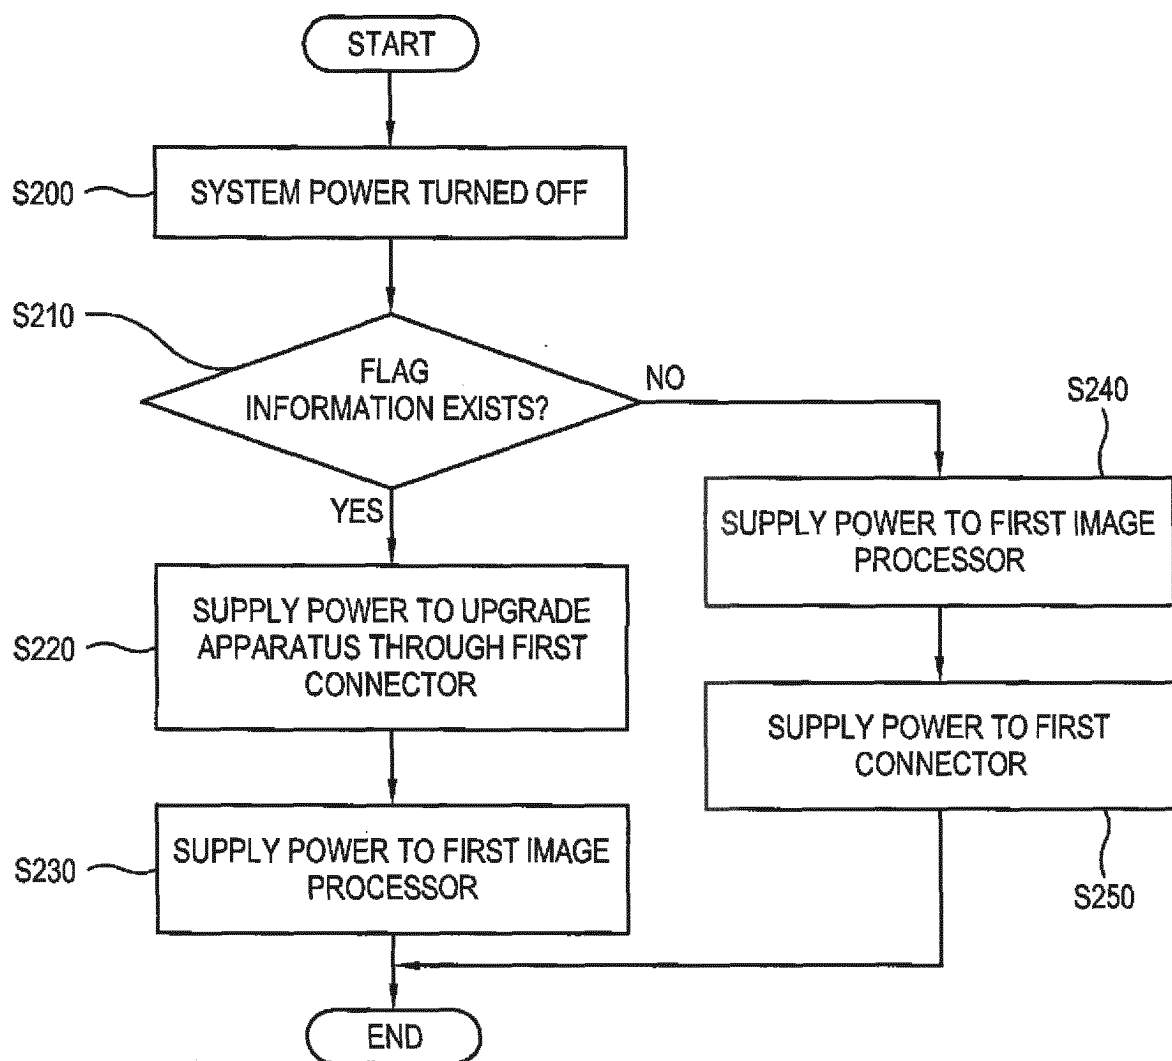 START
S200
SYSTEM POWER TURNED OFF
S210
FLAG
INFORMATION EXISTS?
NO
YES
S220
SUPPLY POWER TO UPGRADE
APPARATUS THROUGH FIRST
CONNECTOR
S230
SUPPLY POWER TO FIRST IMAGE
PROCESSOR
S240
SUPPLY POWER TO FIRST IMAGE
PROCESSOR
SUPPLY POWER TO FIRST
CONNECTOR
S250
END